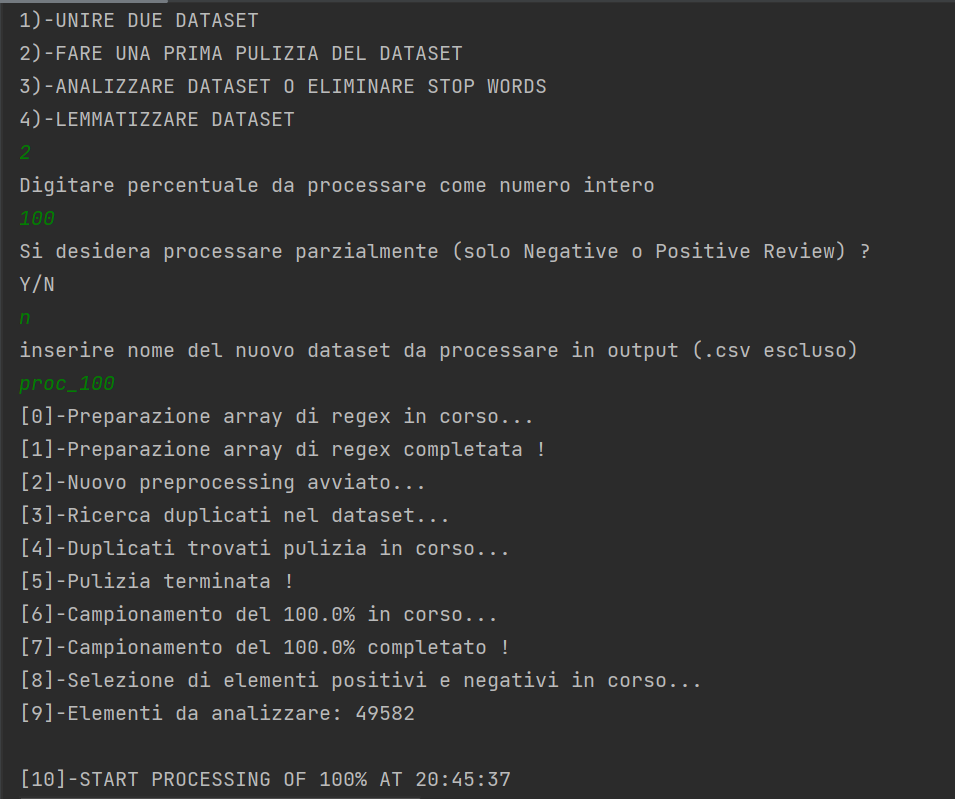 1)-UNIRE DUE DATASET
2)-FARE UNA PRIMA PULIZIA DEL DATASET
3)-ANALIZZARE DATASET O ELIMINARE STOP WORDS
4)-LEMMATIZZARE DATASET
2
Digitare percentuale da processare come numero intero
100
Si desidera processare parzialmente (solo Negative o Positive Review) ?
Y/N
n
inserire nome del nuovo dataset da processare in output (.csv escluso)
proc_100
[0]-Preparazione array di regex in corso...
[1]-Preparazione array di regex completata !
[2]-Nuovo preprocessing avviato...
[3]-Ricerca duplicati nel dataset...
[4]-Duplicati trovati pulizia in corso...
[5]-Pulizia terminata !
[6]-Campionamento del 100.0% in corso...
[7]-Campionamento del 100.0% completato !
[8]-Selezione di elementi positivi e negativi in corso...
[9]-Elementi da analizzare: 49582
[10]-START PROCESSING OF 100% AT 20:45:37